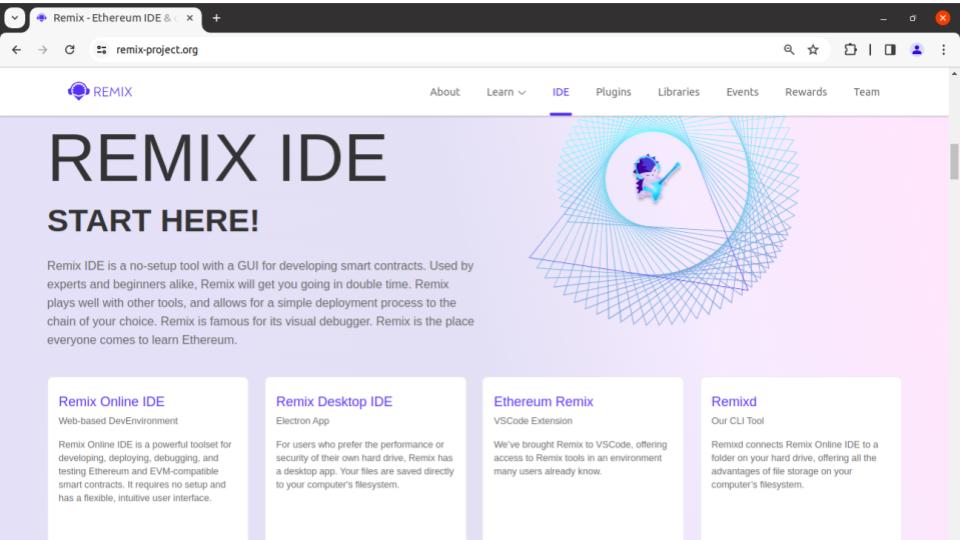 Remix - Ethereum IDE &
remix-project.org
REMIX
About
Learn
IDE
Plugins
Libraries
Events
Rewards
Team
REMIX IDE
START HERE!
Remix IDE is a no-setup tool with a GUI for developing smart contracts. Used by
experts and beginners alike, Remix will get you going in double time. Remix
plays well with other tools, and allows for a simple deployment process to the
chain of your choice. Remix is famous for its visual debugger. Remix is the place
everyone comes to learn Ethereum.
Remix Online IDE
Web-based DevEnvironment
Remix Online IDE is a powerful toolset for
developing, deploying, debugging, and
testing Ethereum and EVM-compatible
smart contracts. It requires no setup and
has a flexible, intuitive user interface.
Remix Desktop IDE
Electron App
For users who prefer the performance or
security of their own hard drive, Remix has
a desktop app. Your files are saved directly
to your computer's filesystem.
Ethereum Remix
VSCode Extension
We've brought Remix to VSCode, offering
access to Remix tools in an environment
many users already know.
Remixd
Our CLI Tool
Remixd connects Remix Online IDE to a
folder on your hard drive, offering all the
advantages of file storage on your
computer's filesystem.